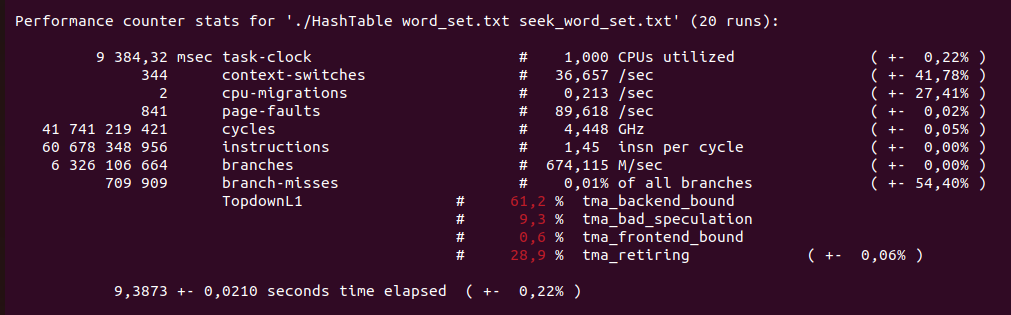 Performance counter stats for './HashTable word_set.txt seek_word_set.txt' (20 runs):
9 384,32 msec task-clock # 1,000 CPUs utilized ( +- 0,22% )
344 context-switches # 36,657 /sec ( +- 41,78% )
2 cpu-migrations # 0,213 /sec ( +- 27,41% )
841 page-faults # 89,618 /sec ( +- 0,02% )
41 741 219 421 cycles # 4,448 GHz ( +- 0,05% )
60 678 348 956 instructions # 1,45 insn per cycle ( +- 0,00% )
6 326 106 664 branches # 674,115 M/sec ( +- 0,00% )
709 909 branch-misses # 0,01% of all branches ( +- 54,40% )
TopdownL1 # 61,2 % tma_backend_bound
# 9,3 % tma_bad_speculation
# 0,6 % tma_frontend_bound
# 28,9 % tma_retiring ( +- 0,06% )
9,3873 +- 0,0210 seconds time elapsed ( +- 0,22% )